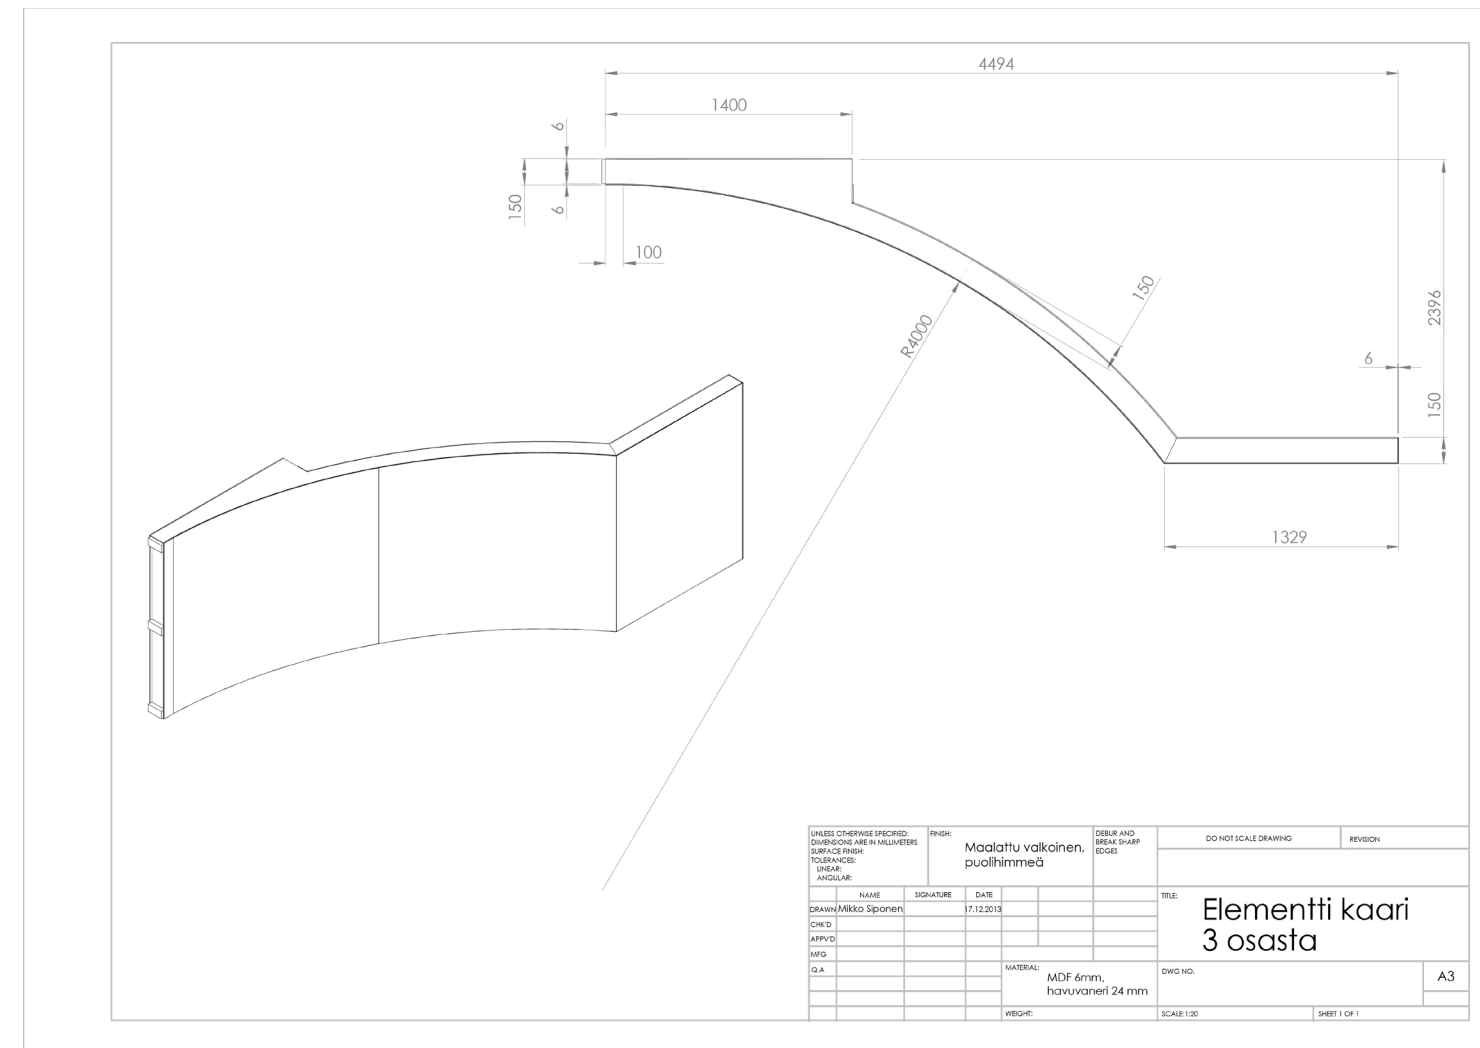 4494
1400
6
150
6
100
150
R4000
2396
6
150
1329
UNLESS OTHERWISE SPECIFIED:
DIMENSIONS ARE IN MILLIMETERS
SURFACE FINISH:
TOLERANCES:
LINEAR:
ANGULAR:
FINISH:
Maalattu valkoinen,
puolihimmeä
DEBUR AND
BREAK SHARP
EDGES
DO NOT SCALE DRAWING
REVISION
NAME SIGNATURE DATE
DRAWN Mikko Siponen 17.12.2013
CHK'D
APPV'D
MFG
Q.A
TITLE:
Elementti kaari
3 osasta
MATERIAL:
MDF 6mm,
havuvaneri 24 mm
DWG NO.
A3
WEIGHT:
SCALE:1:20
SHEET 1 OF 1